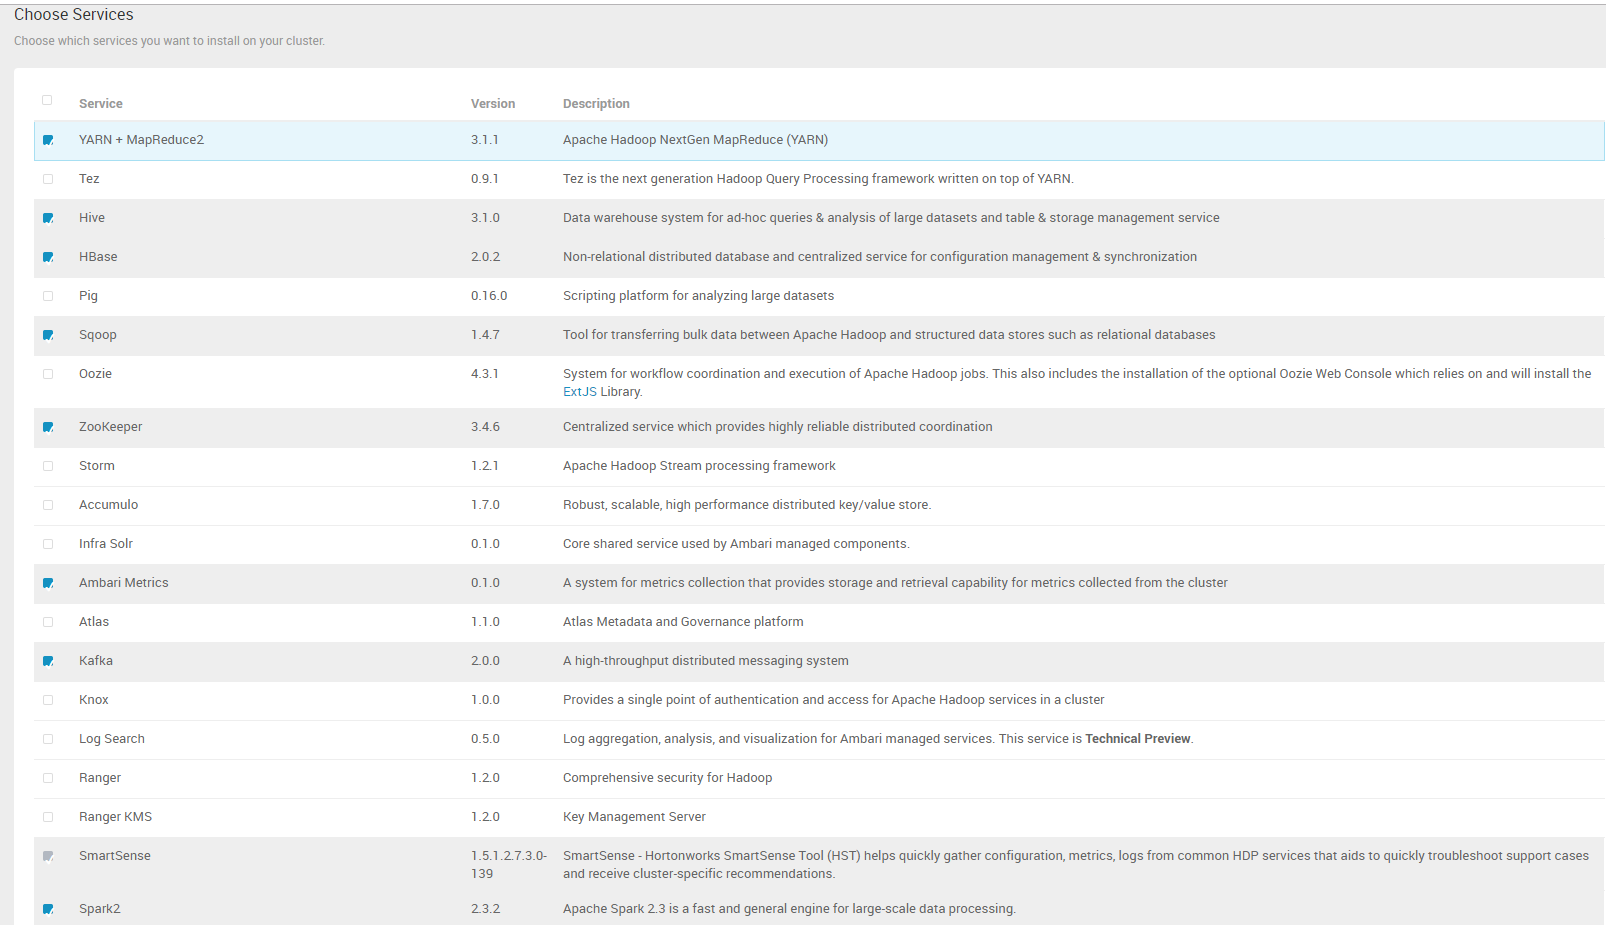 Choose Services
Choose which services you want to install on your cluster.
Service Version Description
YARN + MapReduce2 3.1.1 Apache Hadoop NextGen MapReduce (YARN)
Tez 0.9.1 Tez is the next generation Hadoop Query Processing framework written on top of YARN.
Hive 3.1.0 Data warehouse system for ad-hoc queries & analysis of large datasets and table & storage management service
HBase 2.0.2 Non-relational distributed database and centralized service for configuration management & synchronization
Pig 0.16.0 Scripting platform for analyzing large datasets
Sqoop 1.4.7 Tool for transferring bulk data between Apache Hadoop and structured data stores such as relational databases
Oozie 4.3.1 System for workflow coordination and execution of Apache Hadoop jobs. This also includes the installation of the optional Oozie Web Console which relies on and will install the
ExtJS Library.
ZooKeeper 3.4.6 Centralized service which provides highly reliable distributed coordination
Storm 1.2.1 Apache Hadoop Stream processing framework
Accumulo 1.7.0 Robust, scalable, high performance distributed key/value store.
Infra Solr 0.1.0 Core shared service used by Ambari managed components.
Ambari Metrics 0.1.0 A system for metrics collection that provides storage and retrieval capability for metrics collected from the cluster
Atlas 1.1.0 Atlas Metadata and Governance platform
Kafka 2.0.0 A high-throughput distributed messaging system
Knox 1.0.0 Provides a single point of authentication and access for Apache Hadoop services in a cluster
Log Search 0.5.0 Log aggregation, analysis, and visualization for Ambari managed services. This service is Technical Preview.
Ranger 1.2.0 Comprehensive security for Hadoop
Ranger KMS 1.2.0 Key Management Server
SmartSense 1.5.1.2.7.3.0- SmartSense - Hortonworks SmartSense Tool (HST) helps quickly gather configuration, metrics, logs from common HDP services that aids to quickly troubleshoot support cases
139 and receive cluster-specific recommendations.
Spark2 2.3.2 Apache Spark 2.3 is a fast and general engine for large-scale data processing.